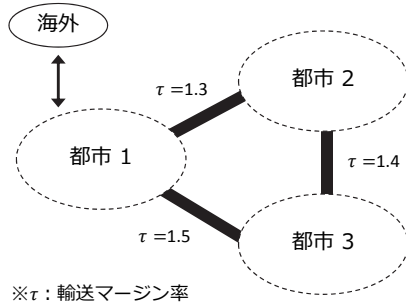 海外
都市 2
τ =1.3
都市 1
τ =1.4
τ =1.5
都市 3
※τ：輸送マージン率